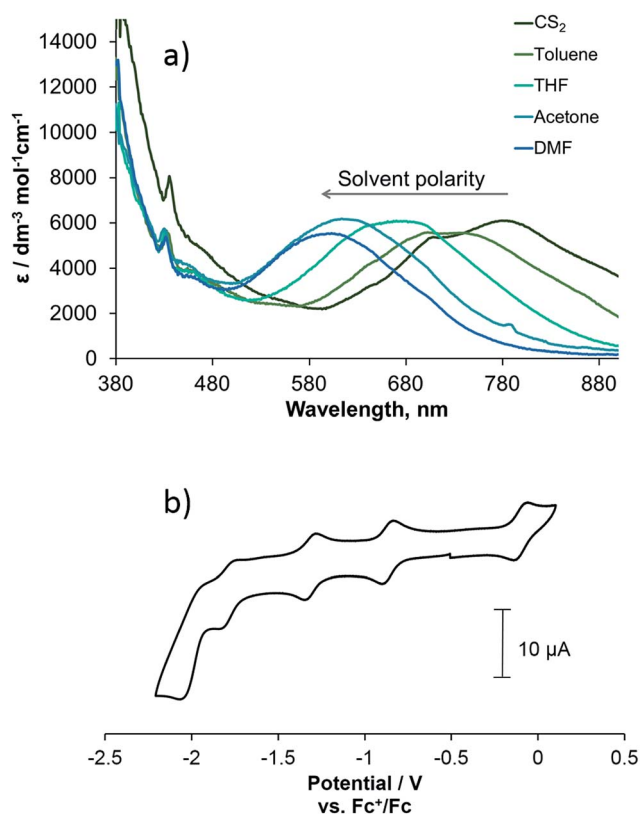 a)
CS₂
Toluene
THF
Acetone
DMF
Solvent polarity
14000
12000
10000
8000
6000
4000
2000
0
ε / dm⁻³ mol⁻¹cm⁻¹
380 480 580 680 780 880
Wavelength, nm
b)
10 µA
-2.5 -2 -1.5 -1 -0.5 0 0.5
Potential / V
vs. Fc⁺/Fc